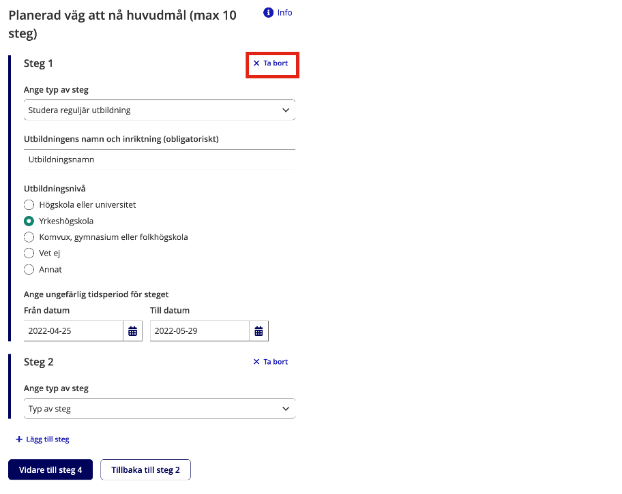 Planerad väg att nå huvudmål (max 10
steg)
Info
Steg 1
Ta bort
Ange typ av steg
Studera reguljär utbildning
Utbildningens namn och inriktning (obligatoriskt)
Utbildningsnamn
Utbildningsnivå
Högskola eller universitet
Yrkeshögskola
Komvux, gymnasium eller folkhögskola
Vet ej
Annat
Ange ungefärlig tidsperiod för steget
Från datum
Till datum
2022-04-25
2022-05-29
Steg 2
Ta bort
Ange typ av steg
Typ av steg
Lägg till steg
Vidare till steg 4
Tillbaka till steg 2